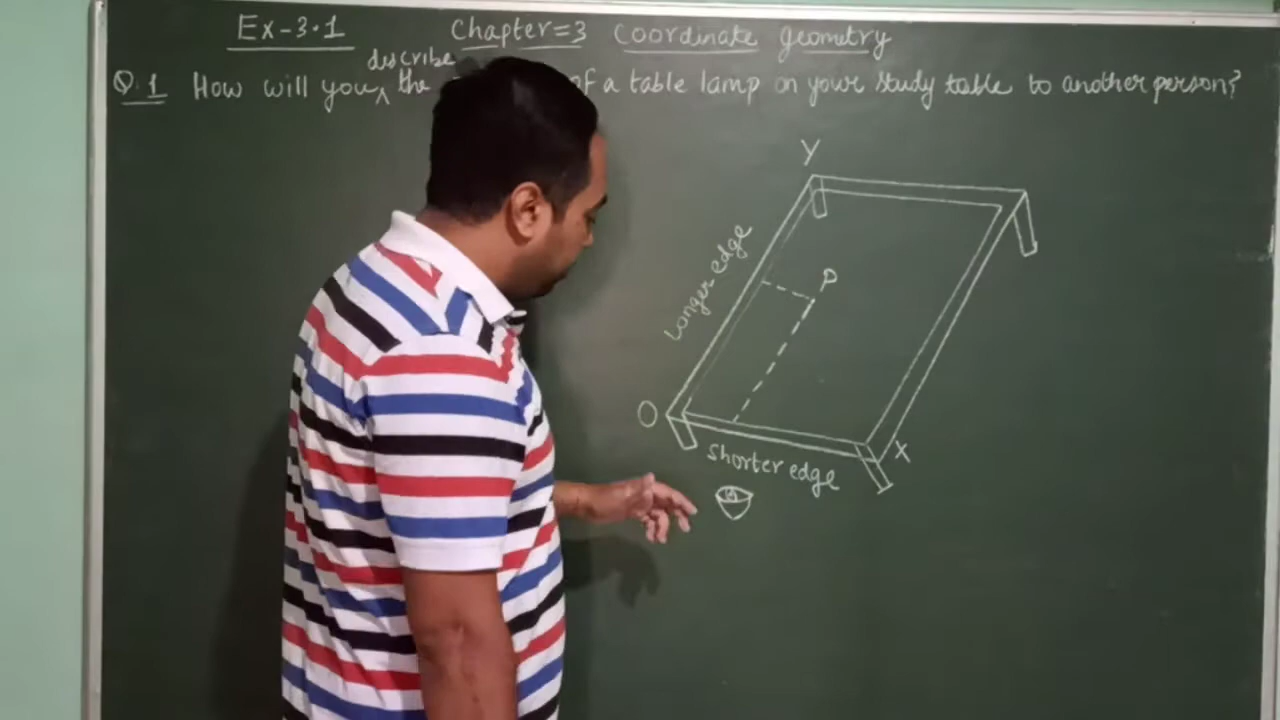 Ex-3.1 Chapter=3 Coordinate geometry
describe
Q.1 How will you ^ the of a table lamp on your study table to another person?
Y
Longer edge
P
O
X
shorter edge